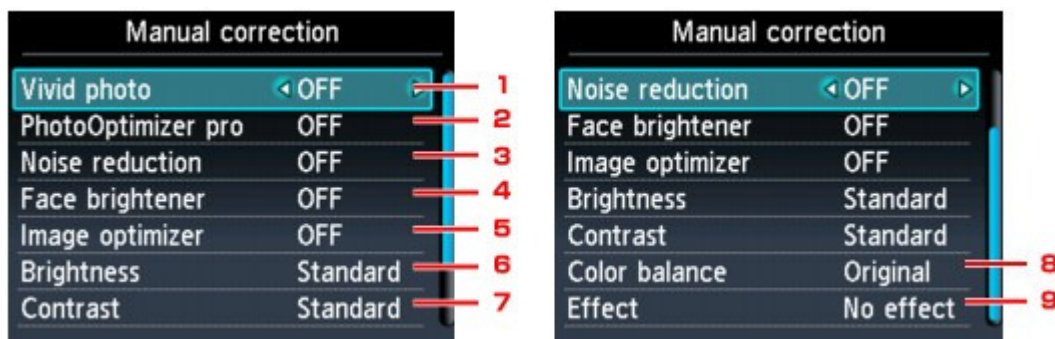 Manual correction
Vivid photo OFF 1
PhotoOptimizer pro OFF 2
Noise reduction OFF 3
Face brightener OFF 4
Image optimizer OFF 5
Brightness Standard 6
Contrast Standard 7
Manual correction
Noise reduction OFF
Face brightener OFF
Image optimizer OFF
Brightness Standard
Contrast Standard
Color balance Original 8
Effect No effect 9